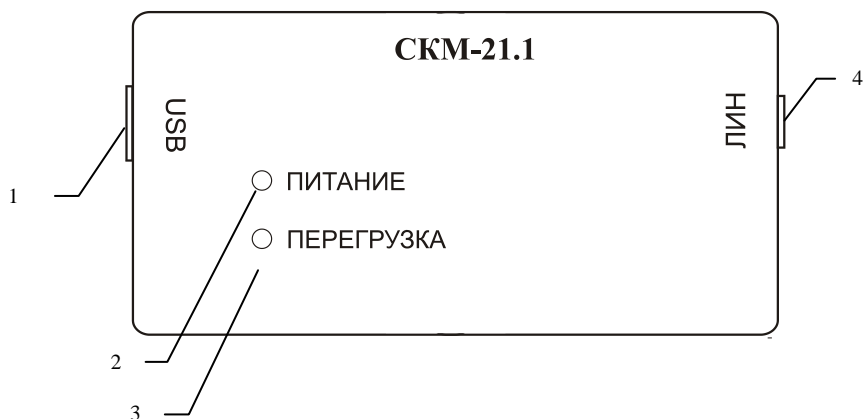 СКМ-21.1
USB
ЛИН
ПИТАНИЕ
ПЕРЕГРУЗКА
1
2
3
4